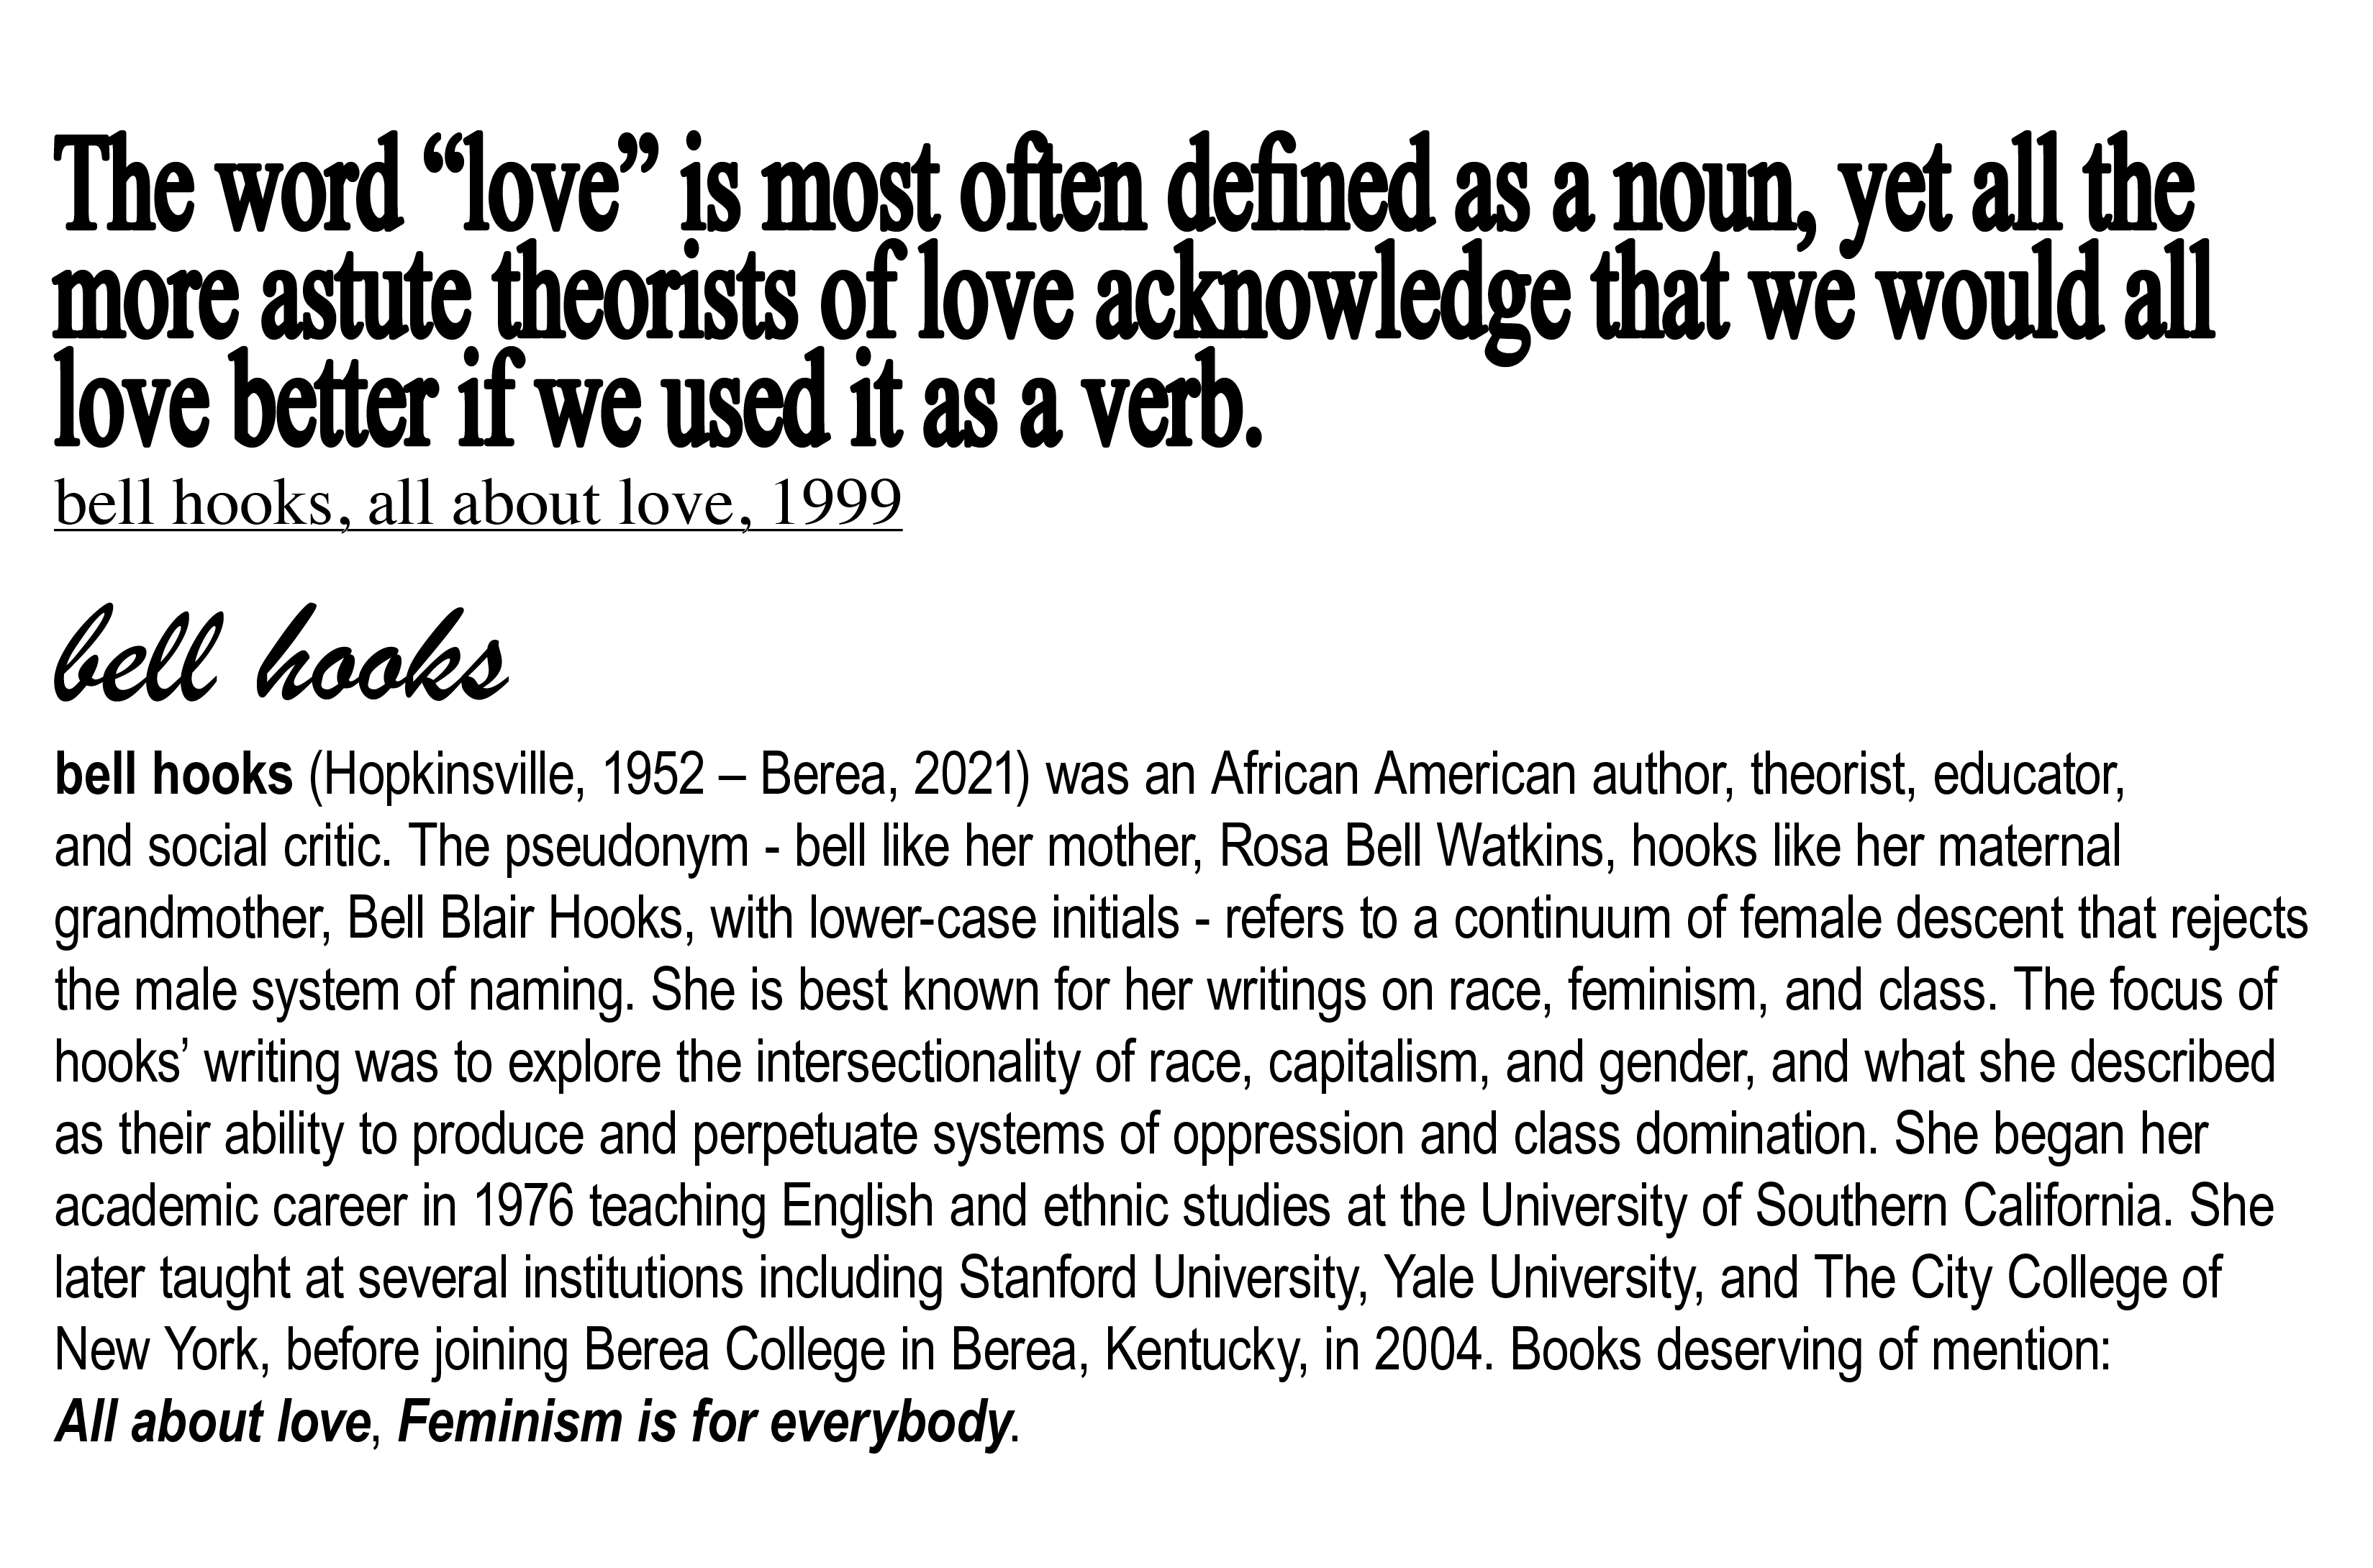 The word “love” is most often defined as a noun, yet all the
more astute theorists of love acknowledge that we would all
love better if we used it as a verb.
bell hooks, all about love, 1999
bell hooks
bell hooks (Hopkinsville, 1952 – Berea, 2021) was an African American author, theorist, educator,
and social critic. The pseudonym - bell like her mother, Rosa Bell Watkins, hooks like her maternal
grandmother, Bell Blair Hooks, with lower-case initials - refers to a continuum of female descent that rejects
the male system of naming. She is best known for her writings on race, feminism, and class. The focus of
hooks’ writing was to explore the intersectionality of race, capitalism, and gender, and what she described
as their ability to produce and perpetuate systems of oppression and class domination. She began her
academic career in 1976 teaching English and ethnic studies at the University of Southern California. She
later taught at several institutions including Stanford University, Yale University, and The City College of
New York, before joining Berea College in Berea, Kentucky, in 2004. Books deserving of mention:
All about love, Feminism is for everybody.